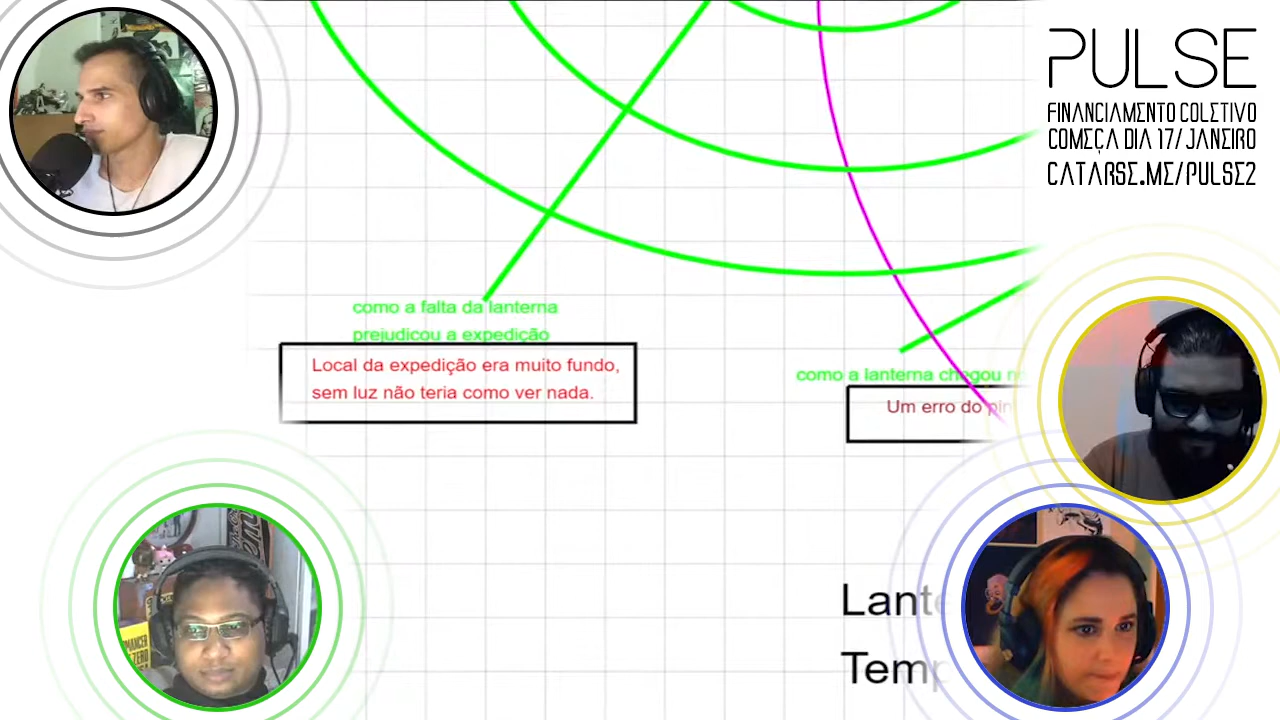 PULSE
FINANCIAMENTO COLETIVO
COMEÇA DIA 17/JANEIRO
CATARSE.ME/PULSE2
como a falta da lanterna
prejudicou a expedição
Local da expedição era muito fundo,
sem luz não teria como ver nada.
como a lanterna chegou
Um erro do